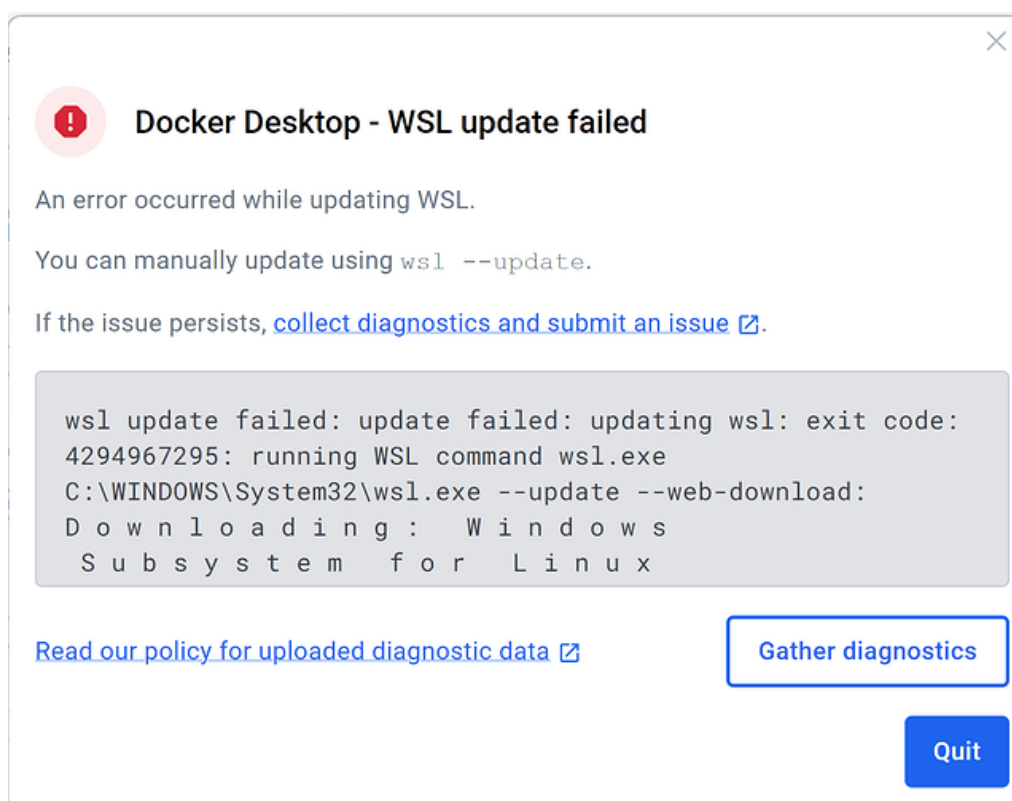 Docker Desktop - WSL update failed
An error occurred while updating WSL.
You can manually update using wsl --update.
If the issue persists, collect diagnostics and submit an issue.
wsl update failed: update failed: updating wsl: exit code:
4294967295: running WSL command wsl.exe
C:\WINDOWS\System32\wsl.exe --update --web-download:
D o w n l o a d i n g :   W i n d o w s
S u b s y s t e m   f o r   L i n u x
Read our policy for uploaded diagnostic data
Gather diagnostics
Quit